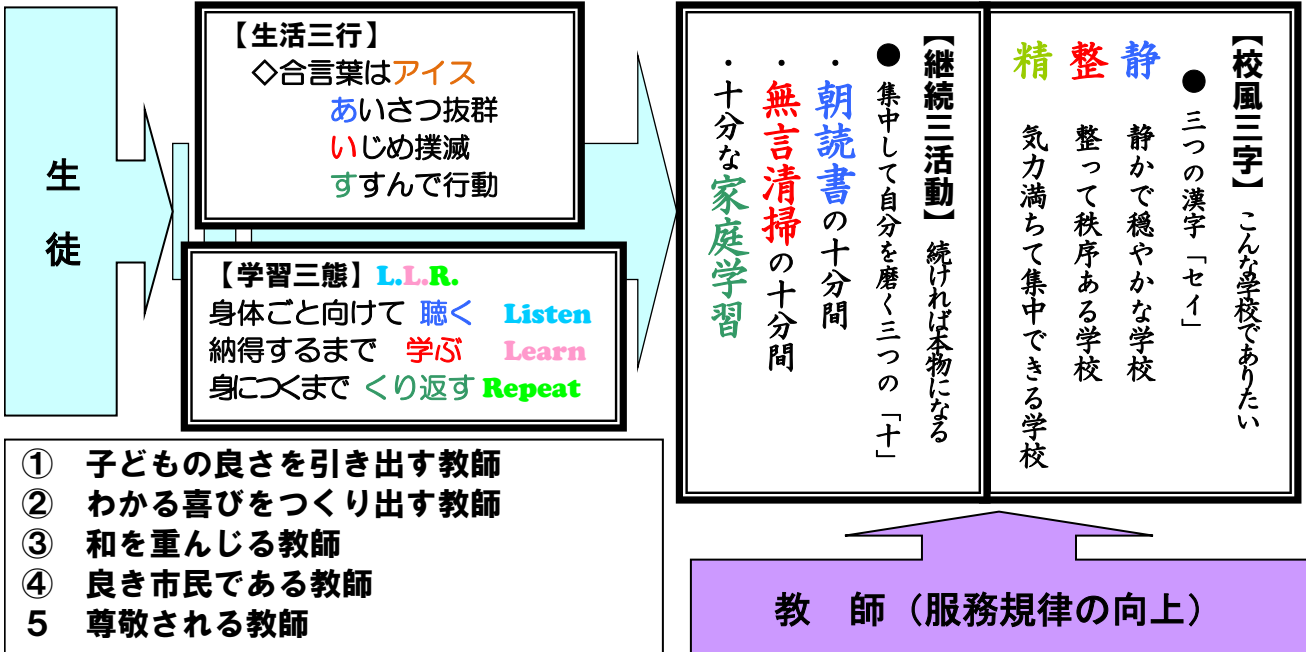 生
徒
【生活三行】
◇合言葉はアイス
あいさつ抜群
いじめ撲滅
すすんで行動
【学習三態】L.L.R.
身体ごと向けて 聴く Listen
納得するまで 学ぶ Learn
身につくまで くり返す Repeat
【校風三字】 こんな学校でありたい
● 三つの漢字「セイ」
静 静かで穏やかな学校
整 整って秩序ある学校
精 気力満ちて集中できる学校
【継続三活動】 続ければ本物になる
● 集中して自分を磨く三つの「十」
・朝読書の十分間
・無言清掃の十分間
・十分な家庭学習
① 子どもの良さを引き出す教師
② わかる喜びをつくり出す教師
③ 和を重んじる教師
④ 良き市民である教師
5 尊敬される教師
教 師（服務規律の向上）